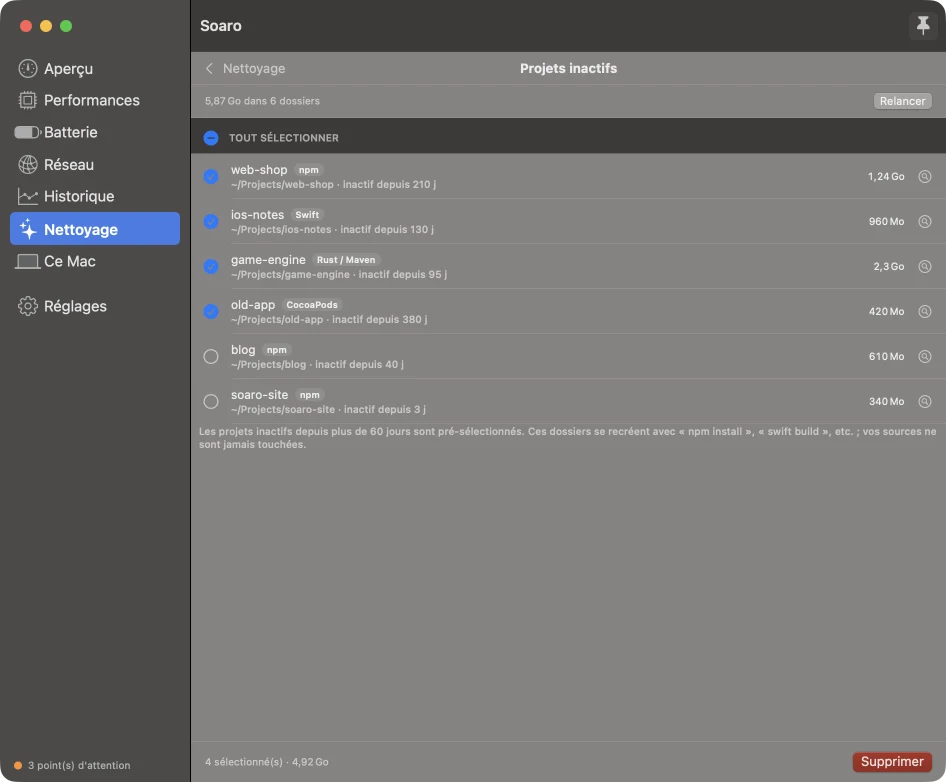 Soaro
Aperçu
Performances
Batterie
Réseau
Historique
Nettoyage
Ce Mac
Réglages
3 point(s) d'attention
Nettoyage
Projets inactifs
5,87 Go dans 6 dossiers
Relancer
TOUT SÉLECTIONNER
web-shop npm
1,24 Go
~/Projects/web-shop · inactif depuis 210 j
ios-notes Swift
960 Mo
~/Projects/ios-notes · inactif depuis 130 j
game-engine Rust / Maven
2,3 Go
~/Projects/game-engine · inactif depuis 95 j
old-app CocoaPods
420 Mo
~/Projects/old-app · inactif depuis 380 j
blog npm
610 Mo
~/Projects/blog · inactif depuis 40 j
soaro-site npm
340 Mo
~/Projects/soaro-site · inactif depuis 3 j
Les projets inactifs depuis plus de 60 jours sont pré-sélectionnés. Ces dossiers se recréent avec « npm install », « swift build », etc. ; vos sources ne
sont jamais touchées.
4 sélectionné(s) · 4,92 Go
Supprimer